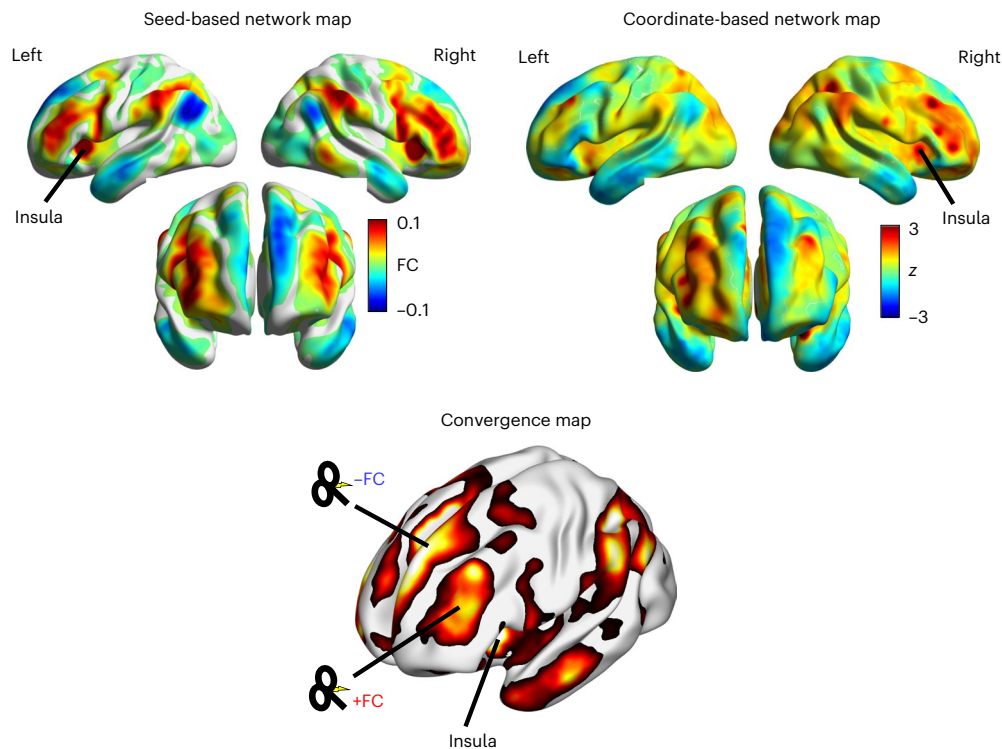 Seed-based network map
Coordinate-based network map
Left
Right
Left
Right
Insula
Insula
0.1
FC
–0.1
3
z
–3
Convergence map
–FC
+FC
Insula